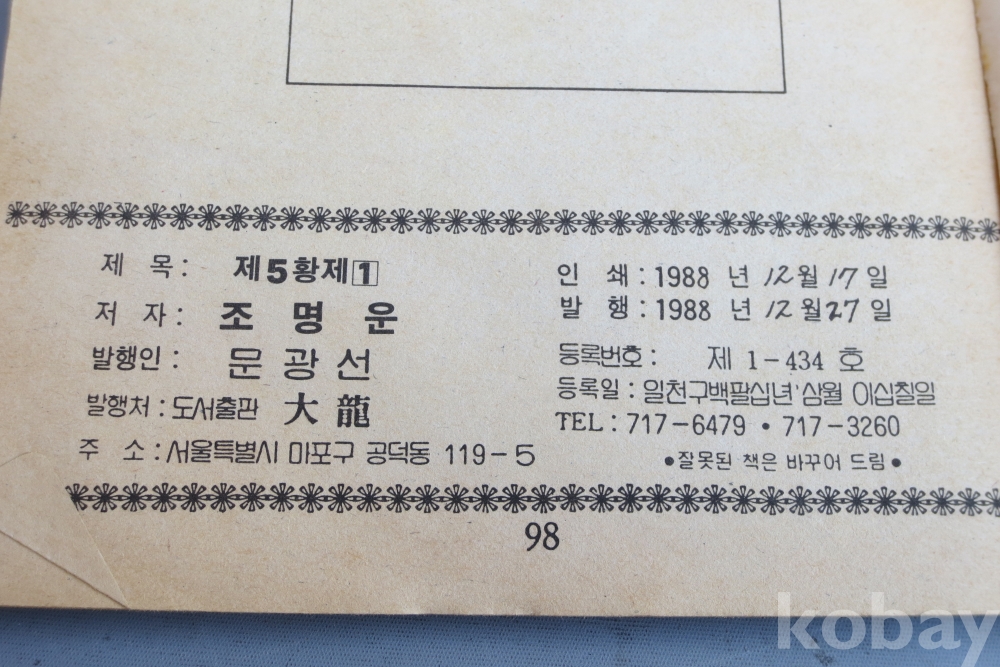 제 목: 제5황제1
저 자: 조 명 운
발행인: 문 광 선
발행처: 도서출판 大龍
주 소: 서울특별시 마포구 공덕동 119-5
인 쇄: 1988 년 12월 17일
발 행: 1988 년 12월 27일
등록번호: 제 1-434 호
등록일: 일천구백팔십년 삼월 이십칠일
TEL: 717-6479 • 717-3260
•잘못된 책은 바꾸어 드림•
98
kobay